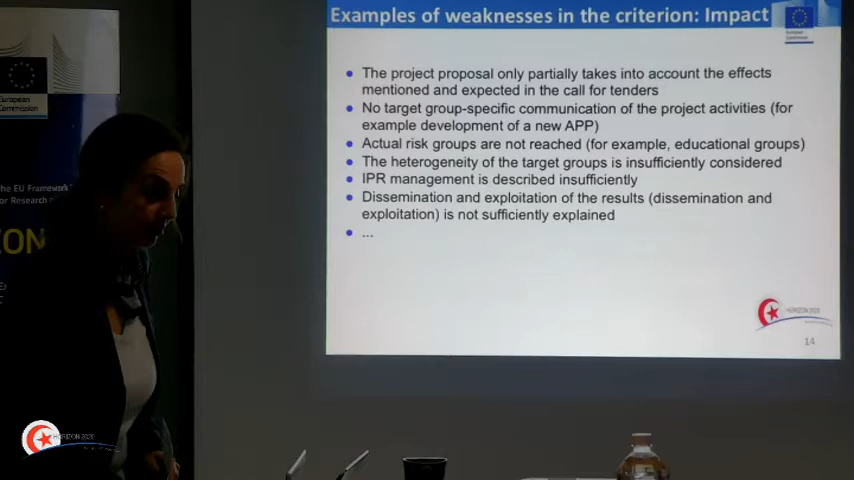 Examples of weaknesses in the criterion: Impact
European
Commission
The project proposal only partially takes into account the effects
mentioned and expected in the call for tenders
No target group-specific communication of the project activities (for
example development of a new APP)
Actual risk groups are not reached (for example, educational groups)
The heterogeneity of the target groups is insufficiently considered
IPR management is described insufficiently
Dissemination and exploitation of the results (dissemination and
exploitation) is not sufficiently explained
...
HORIZON 2020
14
European
Commission
the EU Framework
for Research
ZON
HORIZON 2020